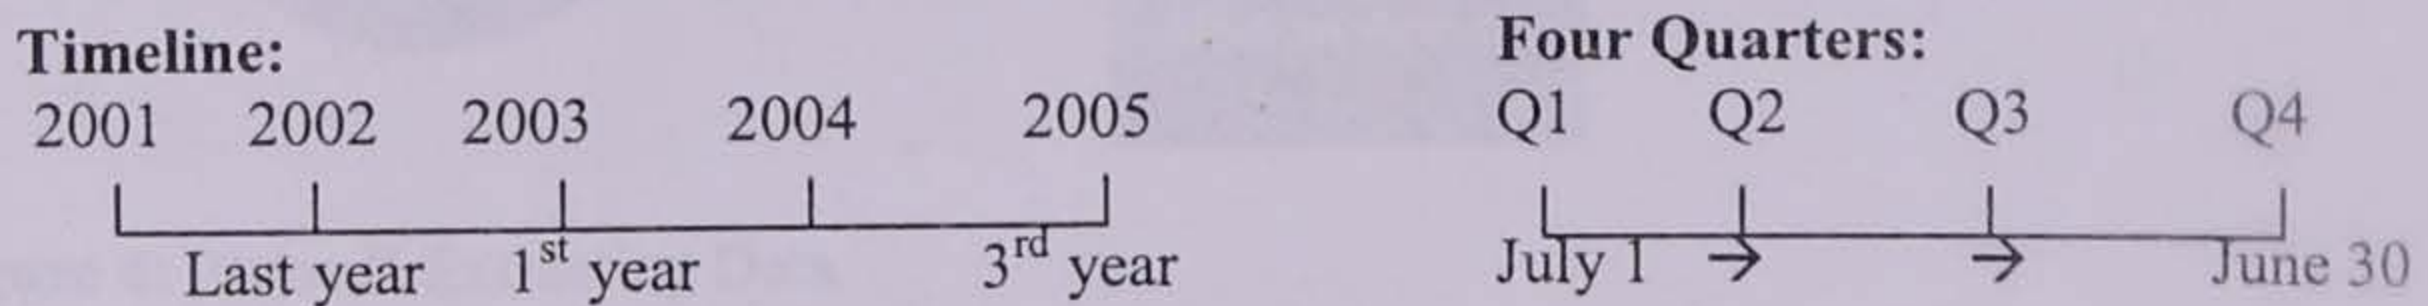 Timeline:
2001 2002 2003 2004 2005
Last year 1st year 3rd year
Four Quarters:
Q1 Q2 Q3 Q4
July 1 → → June 30